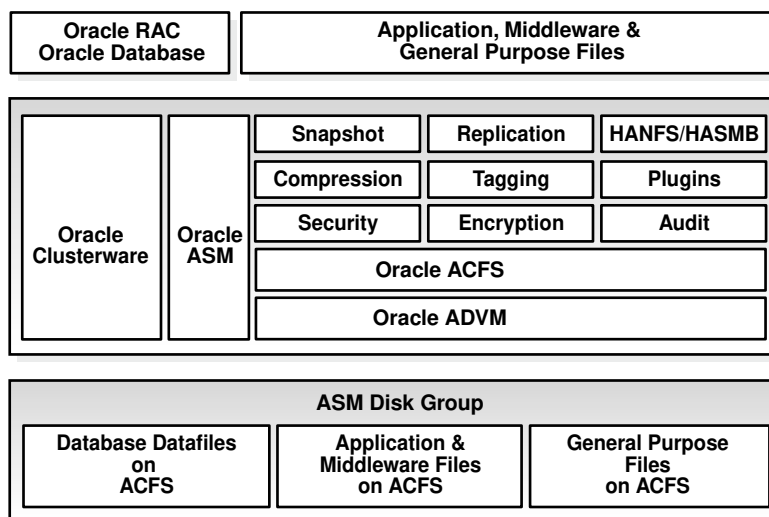 Oracle RAC
Oracle Database
Application, Middleware &
General Purpose Files
Oracle
Clusterware
Oracle
ASM
Snapshot
Replication
HANFS/HASMB
Compression
Tagging
Plugins
Security
Encryption
Audit
Oracle ACFS
Oracle ADVM
ASM Disk Group
Database Datafiles
on
ACFS
Application &
Middleware Files
on ACFS
General Purpose
Files
on ACFS